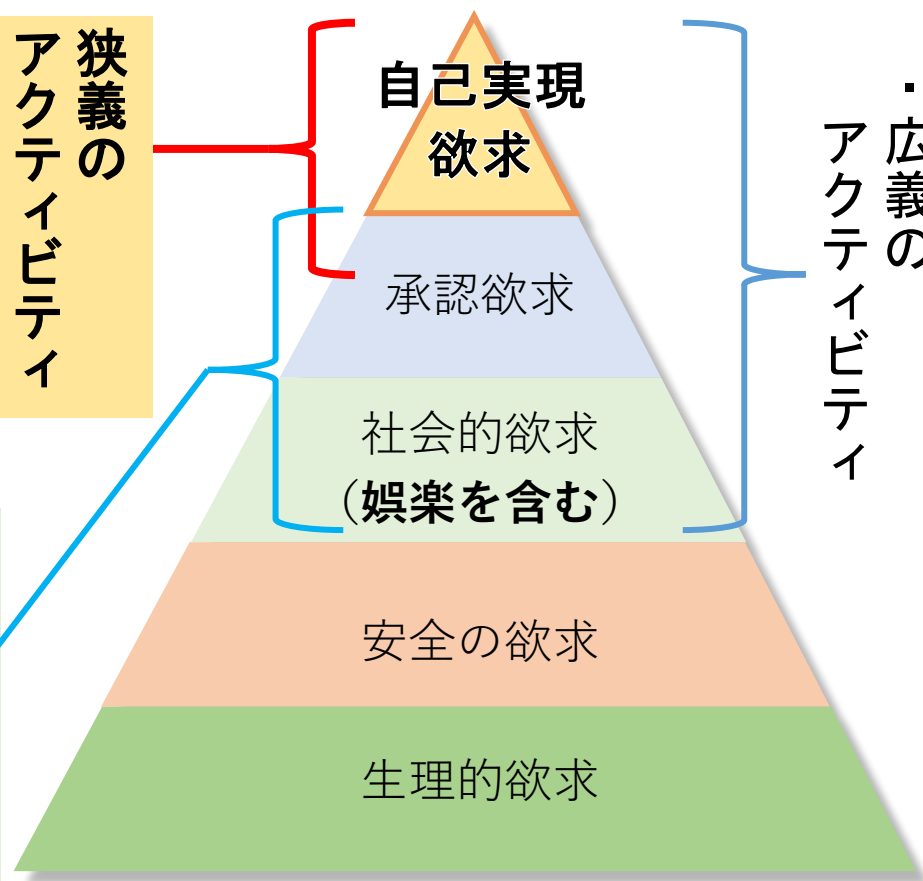 狭義の
アクティビティ
自己実現
欲求
承認欲求
社会的欲求
（娯楽を含む）
安全の欲求
生理的欲求
・広義の
アクティビティ